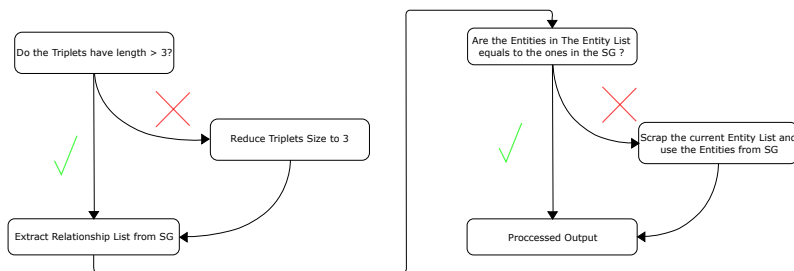 Do the Triplets have length > 3?
Reduce Triplets Size to 3
Extract Relationship List from SG
Are the Entities in The Entity List
equals to the ones in the SG ?
Scrap the current Entity List and
use the Entities from SG
Proccessed Output